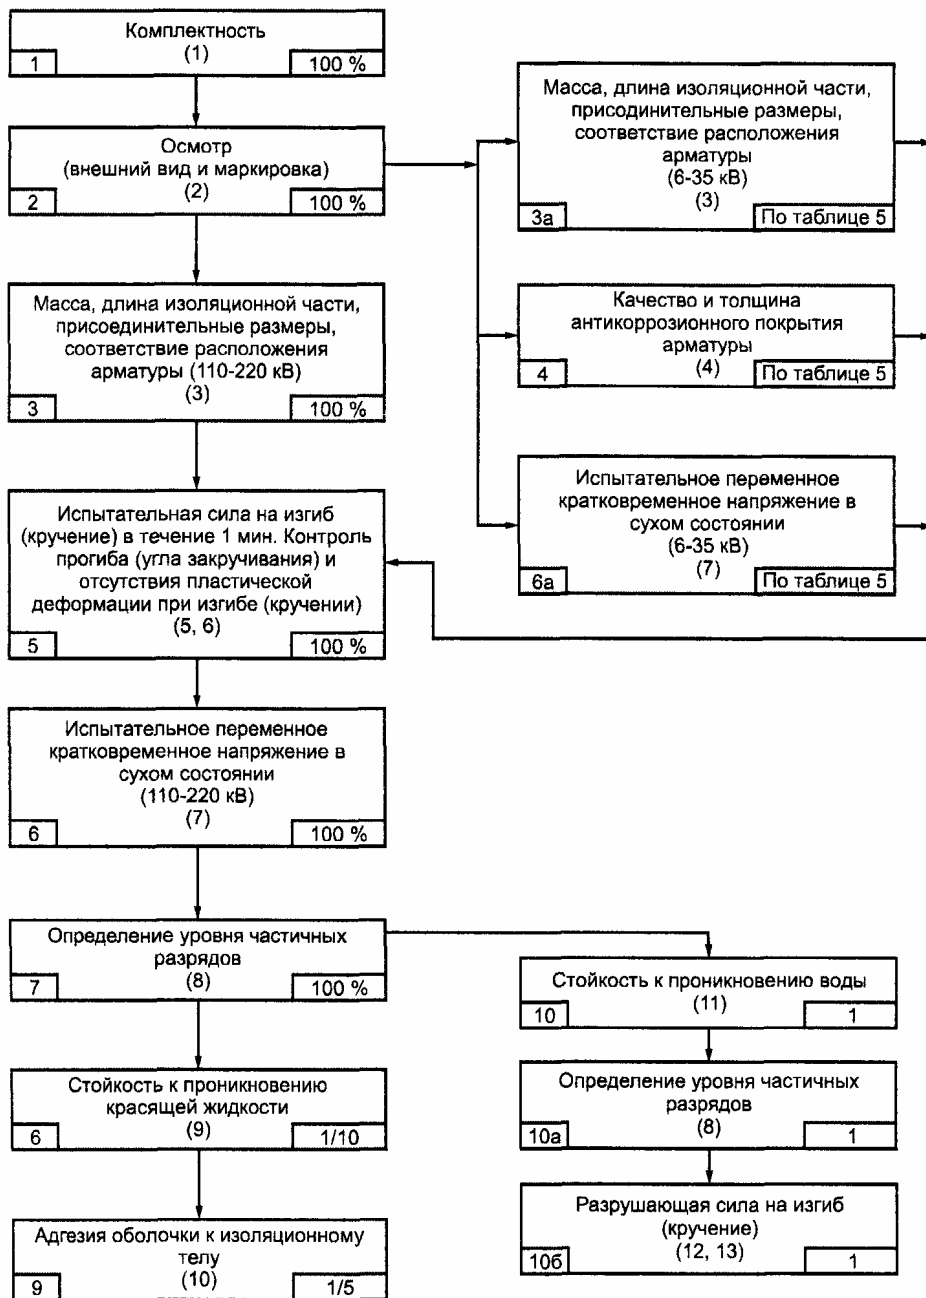 Комплектность
(1)
1
100 %
Осмотр
(внешний вид и маркировка)
(2)
2
100 %
Масса, длина изоляционной части,
присоединительные размеры,
соответствие расположения
арматуры (110-220 кВ)
(3)
3
100 %
Испытательная сила на изгиб
(кручение) в течение 1 мин. Контроль
прогиба (угла закручивания) и
отсутствия пластической
деформации при изгибе (кручении)
(5, 6)
5
100 %
Испытательное переменное
кратковременное напряжение в
сухом состоянии
(110-220 кВ)
(7)
6
100 %
Определение уровня частичных
разрядов
(8)
7
100 %
Стойкость к проникновению
красящей жидкости
(9)
6
1/10
Адгезия оболочки к изоляционному
телу
(10)
9
1/5
Масса, длина изоляционной части,
присодинительные размеры,
соответствие расположения
арматуры
(6-35 кВ)
(3)
3а
По таблице 5
Качество и толщина
антикоррозионного покрытия
арматуры
(4)
4
По таблице 5
Испытательное переменное
кратковременное напряжение в
сухом состоянии
(6-35 кВ)
(7)
6а
По таблице 5
Стойкость к проникновению воды
(11)
10
1
Определение уровня частичных
разрядов
(8)
10а
1
Разрушающая сила на изгиб
(кручение)
(12, 13)
10б
1